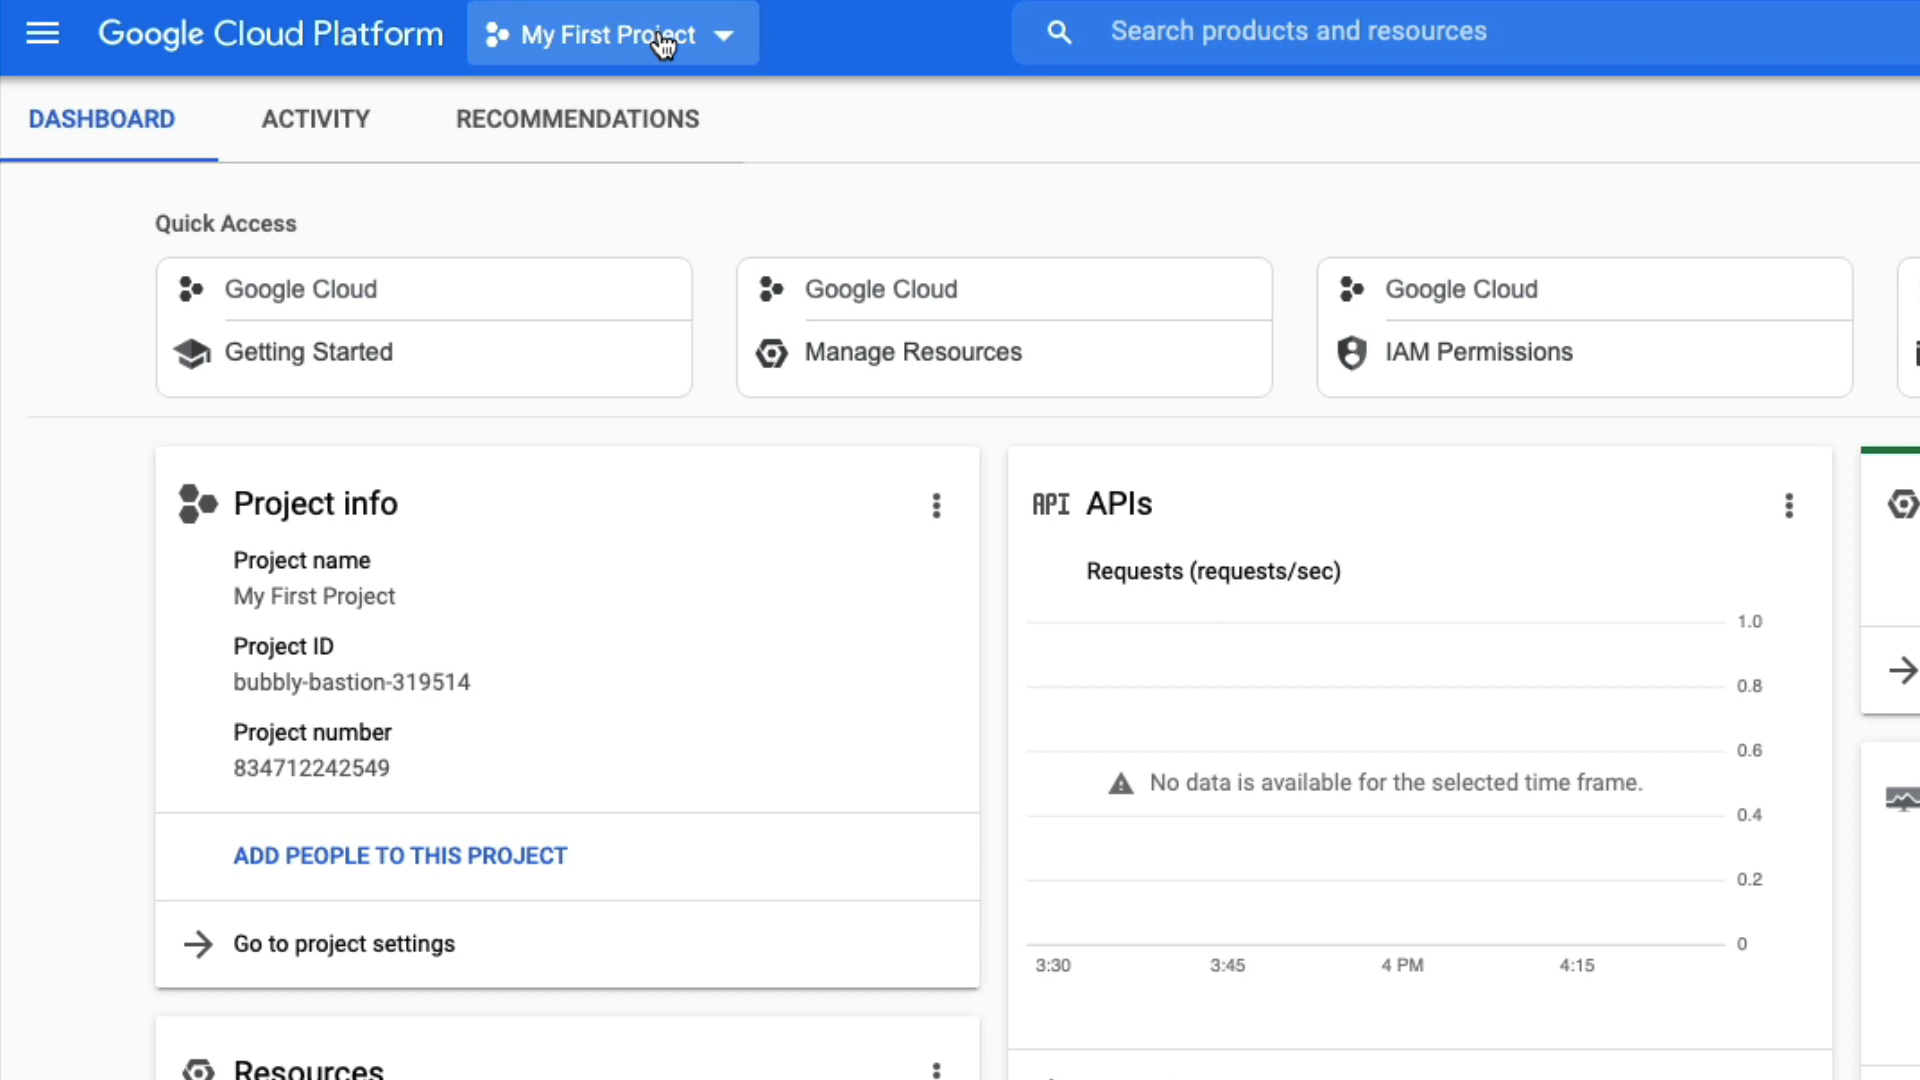 Google Cloud Platform
My First Project
Search products and resources
DASHBOARD
ACTIVITY
RECOMMENDATIONS
Quick Access
Google Cloud
Getting Started
Google Cloud
Manage Resources
Google Cloud
IAM Permissions
Project info
Project name
My First Project
Project ID
bubbly-bastion-319514
Project number
834712242549
ADD PEOPLE TO THIS PROJECT
Go to project settings
Resources
API APIs
Requests (requests/sec)
1.0
0.8
0.6
No data is available for the selected time frame.
0.4
0.2
0
3:30 3:45 4 PM 4:15